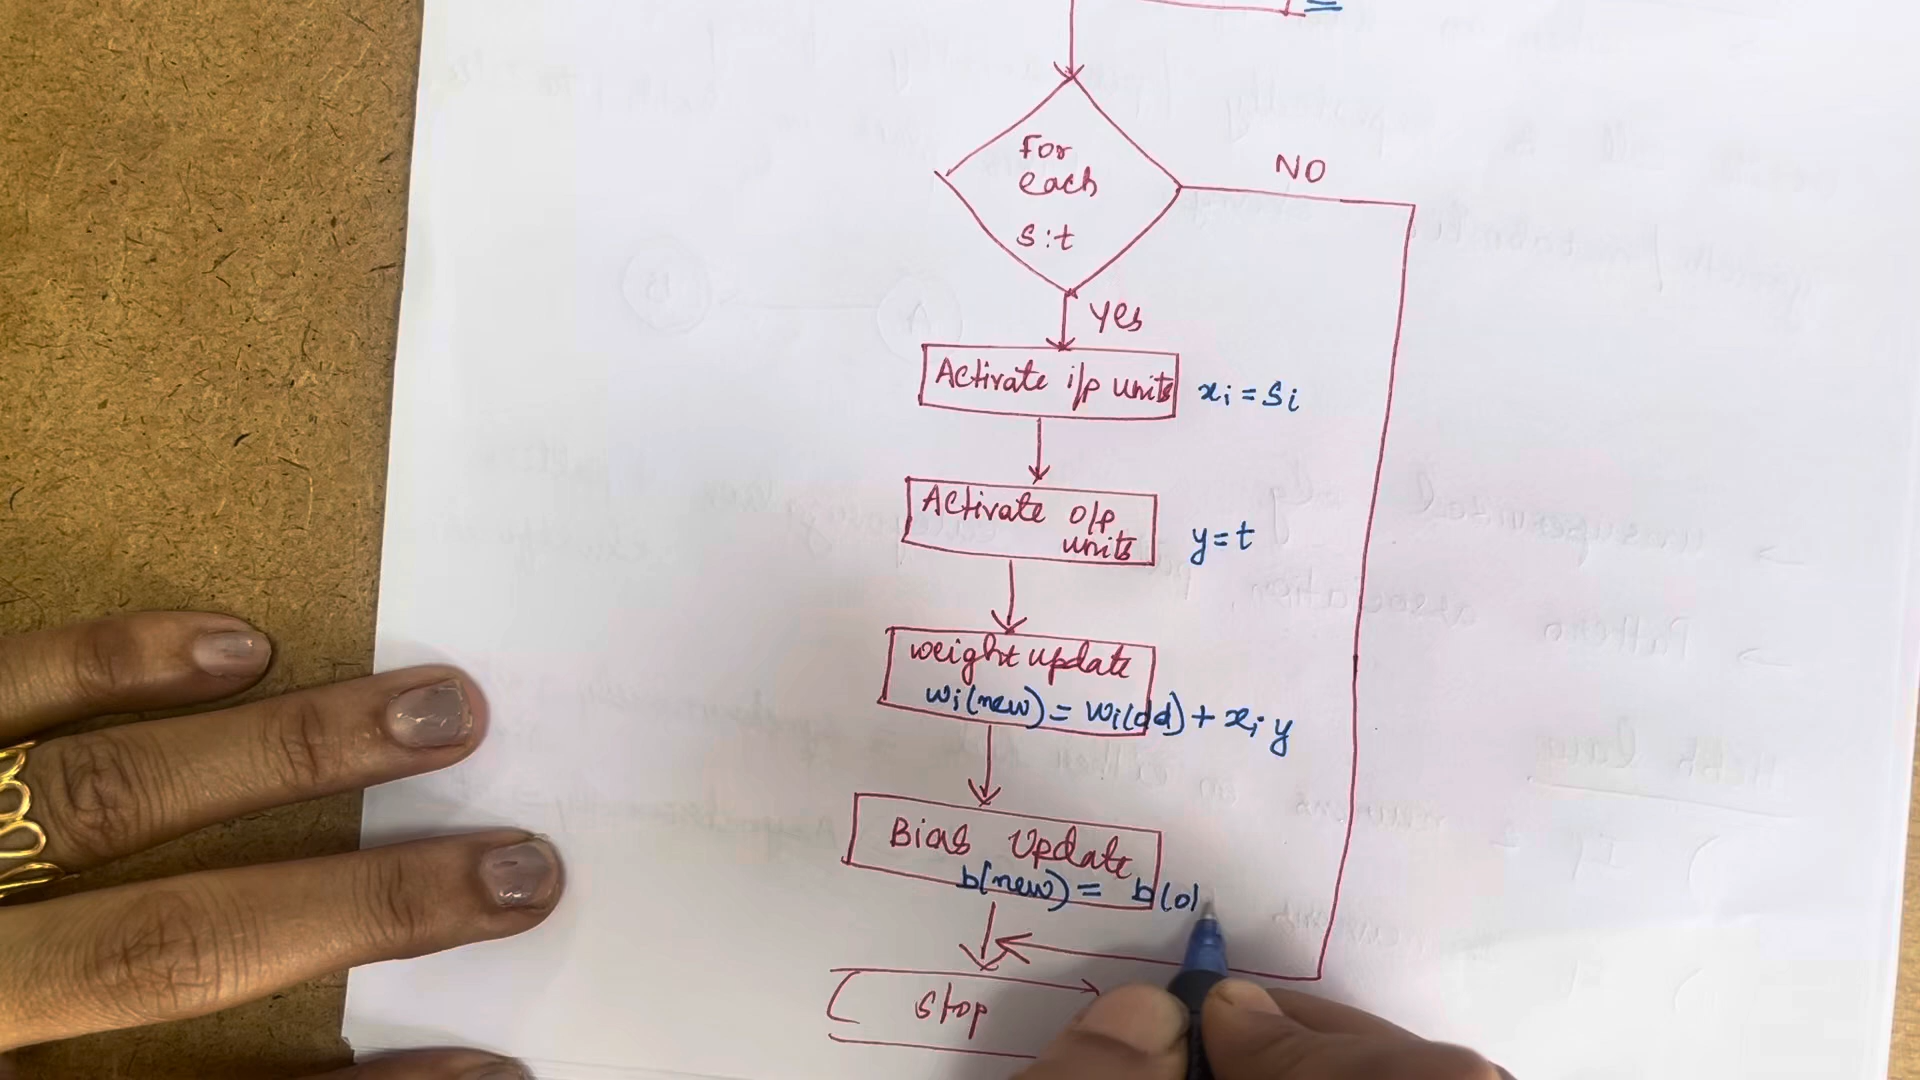 For
each
s:t
NO
Yes
Activate i/p units
xi = si
Activate o/p
units
y=t
weight update
wi(new) = wi(old) + xi y
Bias Update
b(new) = b(ol
Stop